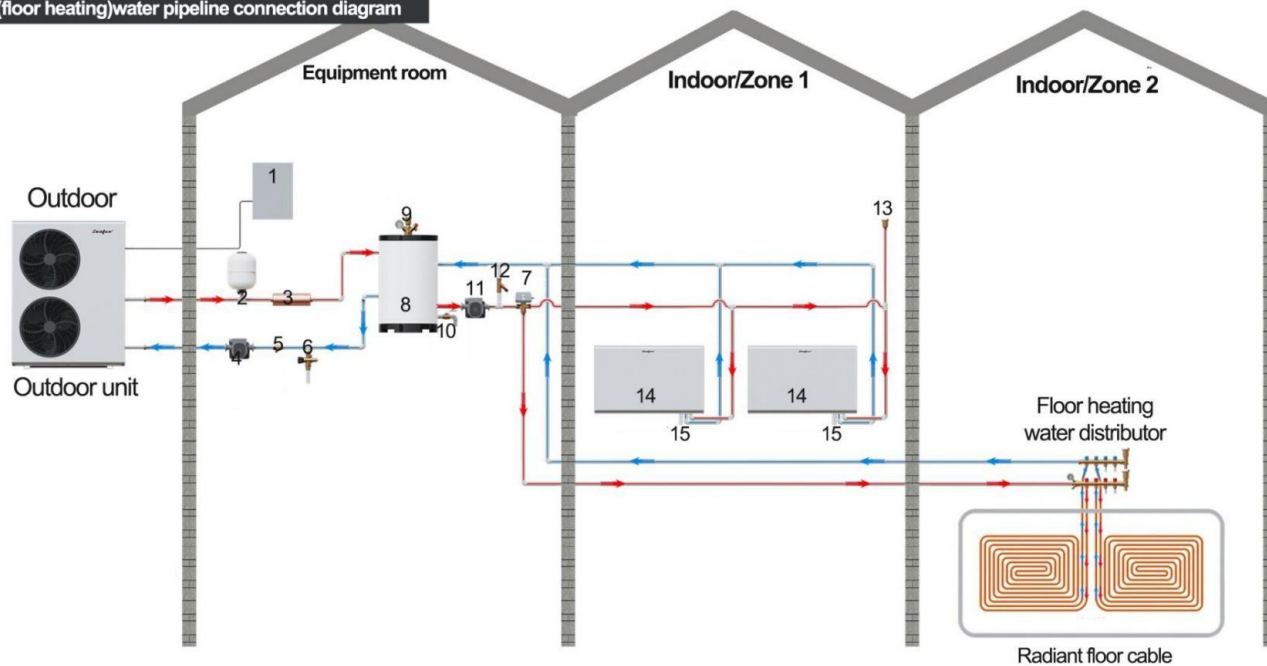 (floor heating)water pipeline connection diagram
Equipment room
Indoor/Zone 1
Indoor/Zone 2
1
Outdoor
13
9
12
7
2
3
8
11
10
4
5
6
14
14
15
15
Outdoor unit
Floor heating
water distributor
Radiant floor cable